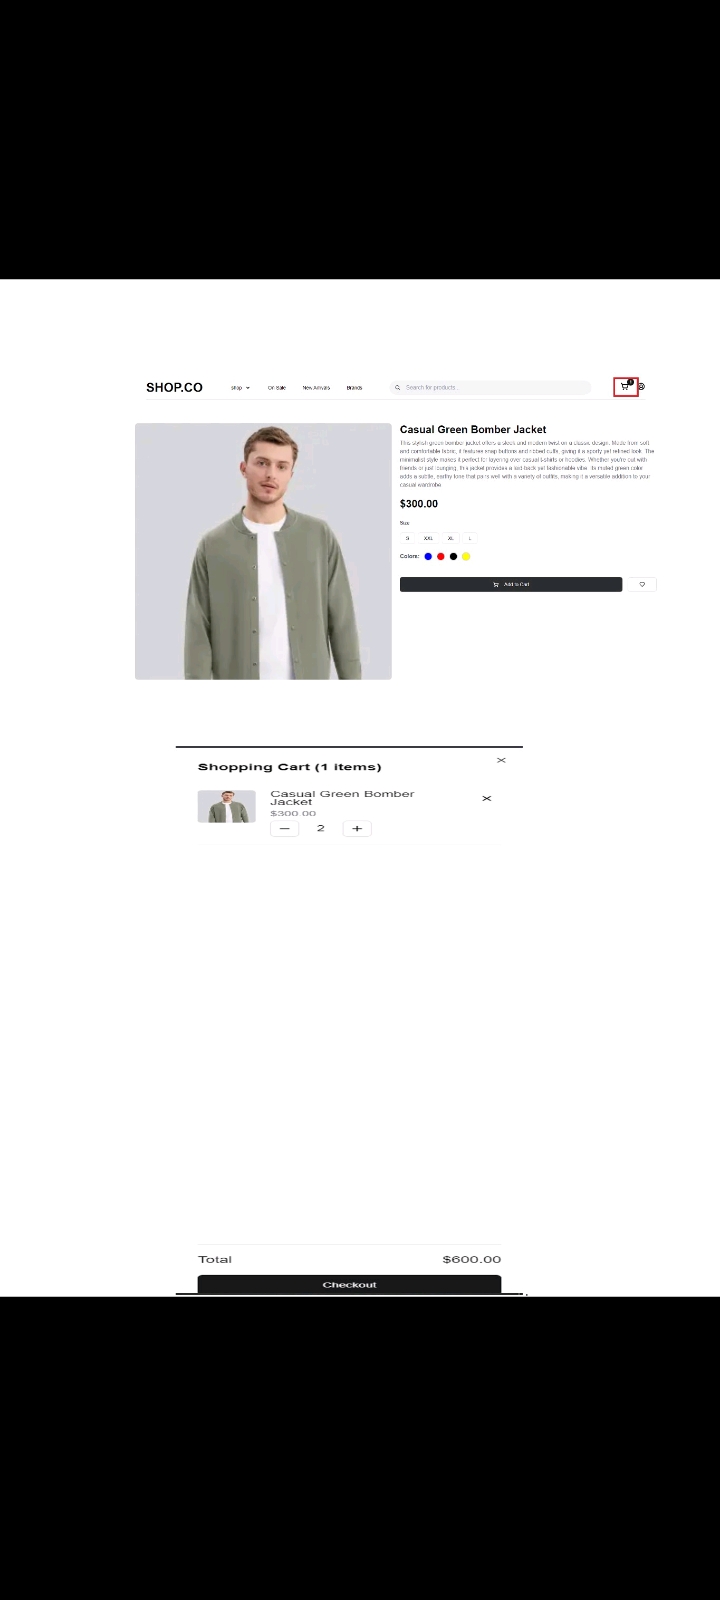 SHOP.CO
shop
On Sale
New Arrivals
Brands
Search for products...
Casual Green Bomber Jacket
This stylish green bomber jacket offers a sleek and modern twist on a classic design. Made from soft
and comfortable fabric, it features snap buttons and ribbed cuffs, giving it a sporty yet refined look. The
minimalist style makes it perfect for layering over casual t-shirts or hoodies. Whether you're out with
friends or just lounging, this jacket provides a laid-back yet fashionable vibe. Its muted green color
adds a subtle, earthy tone that pairs well with a variety of outfits, making it a versatile addition to your
casual wardrobe.
$300.00
Size
S XXL XL L
Colors:
Add to Cart
Shopping Cart (1 items)
Casual Green Bomber
Jacket
$300.00
2
Total $600.00
Checkout